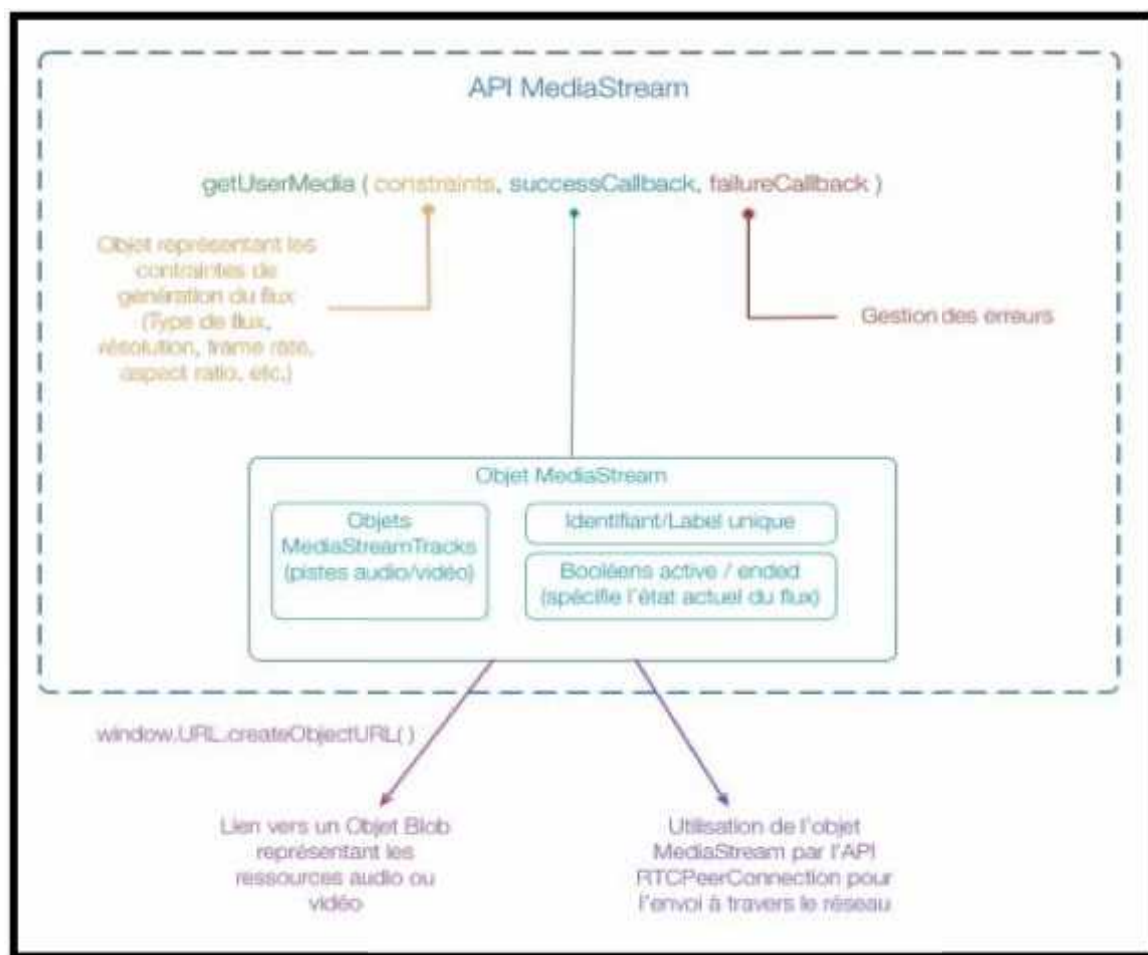 API MediaStream
getUserMedia ( constraints, successCallback, failureCallback )
Objet représentant les
contraintes de
génération du flux
(Type de flux,
résolution, frame rate,
aspect ratio, etc.)
Gestion des erreurs
Objet MediaStream
Objets
MediaStreamTracks
(pistes audio/vidéo)
Identifiant/Label unique
Booléens active / ended
(spécifie l'état actuel du flux)
window.URL.createObjectURL( )
Lien vers un Objet Blob
représentant les
ressources audio ou
vidéo
Utilisation de l'objet
MediaStream par l'API
RTCPeerConnection pour
l'envoi à travers le réseau